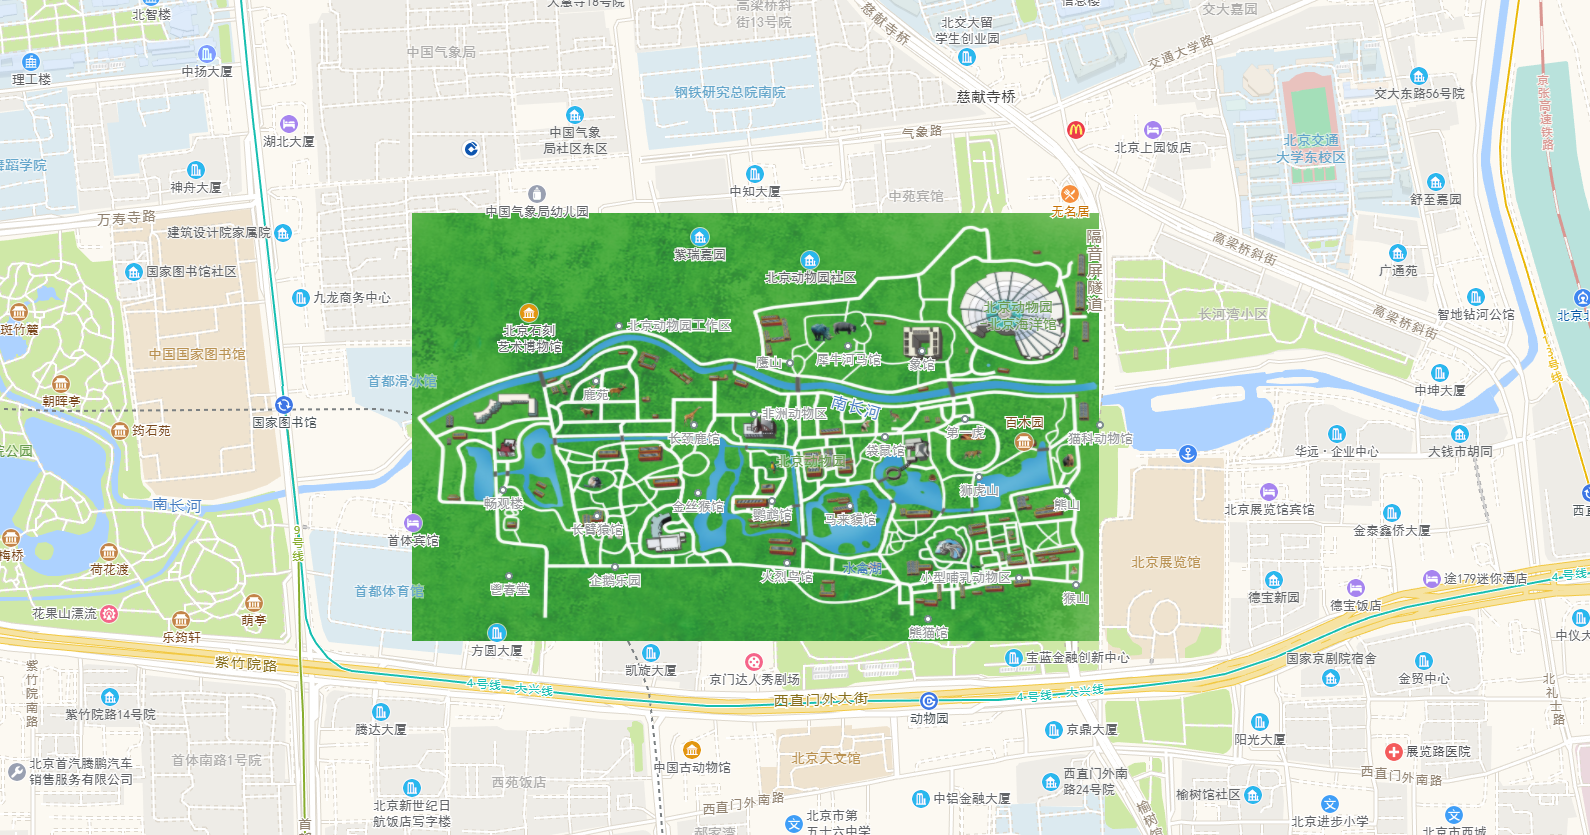 北智楼
大慧寺18号院
高梁桥斜
街13号院
慈献寺桥
北交大留
学生创业园
信息楼
交大嘉园
理工楼
中扬大厦
中国气象局
钢铁研究总院南院
慈献寺桥
交通大学路
交大东路56号院
京张高速铁路
湖北大厦
中国气象
局社区东区
气象路
北京上园饭店
北京交通
大学东校区
舞蹈学院
神舟大厦
中知大厦
中苑宾馆
舒至嘉园
万寿寺路
中国气象局幼儿园
无名居
建筑设计院家属院
紫瑞嘉园
隔音屏隧道
高梁桥斜街
广通苑
国家图书馆社区
北京动物园社区
九龙商务中心
斑竹麓
北京石刻
艺术博物馆
北京动物园工作区
北京动物园
北京海洋馆
长河湾小区
高梁桥斜街
智地钻河公馆
北京北
中国国家图书馆
鹰山
犀牛河马馆
象馆
13号线
首都滑冰馆
朝晖亭
鹿苑
中坤大厦
国家图书馆
南长河
非洲动物区
筠石苑
长颈鹿馆
袋鼠馆
第一虎
百木园
猫科动物馆
华远·企业中心
大钱市胡同
北京动物园
南长河
畅观楼
金丝猴馆
鹦鹉馆
马来貘馆
狮虎山
熊山
北京展览馆宾馆
首体宾馆
9号线
长臂猿馆
金泰鑫侨大厦
梅桥
荷花渡
北京展览馆
首都体育馆
鬯春堂
企鹅乐园
火烈鸟馆
水禽湖
小型哺乳动物区
猴山
德宝新园
德宝饭店
途179迷你酒店
4号线
花果山漂流
萌亭
乐筠轩
熊猫馆
方圆大厦
凯旋大厦
京门达人秀剧场
宝蓝金融创新中心
国家京剧院宿舍
金贸中心
紫竹院路
紫竹院南路
4号线 大兴线
西直门外大街
4号线 大兴线
动物园
北礼士路
紫竹院路14号院
腾达大厦
京鼎大厦
阳光大厦
展览路医院
北京首汽腾鹏汽车
销售服务有限公司
首体南路1号院
西苑饭店
中国古动物馆
北京天文馆
西直门外南
路24号院
西直门外南路
北京新世纪日
航饭店写字楼
西直门外南路
中铝金融大厦
榆树馆社区
北京市第
五十六中学
北京进步小学